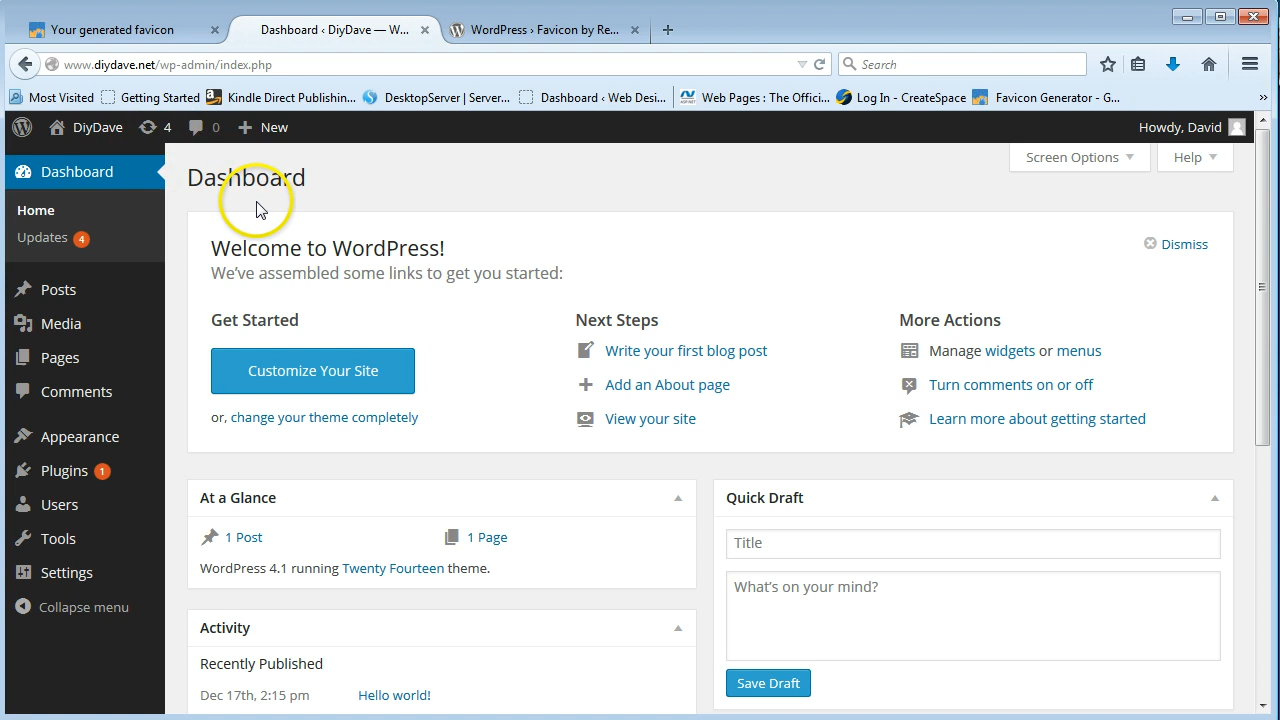 Your generated favicon
Dashboard ‹ DiyDave — W...
WordPress › Favicon by Re...
www.diydave.net/wp-admin/index.php
Search
Most Visited
Getting Started
Kindle Direct Publishin...
DesktopServer | Server...
Dashboard ‹ Web Desi...
Web Pages : The Offici...
Log In - CreateSpace
Favicon Generator - G...
DiyDave
4
0
New
Howdy, David
Dashboard
Home
Updates 4
Posts
Media
Pages
Comments
Appearance
Plugins 1
Users
Tools
Settings
Collapse menu
Dashboard
Screen Options
Help
Welcome to WordPress!
We’ve assembled some links to get you started:
Dismiss
Get Started
Customize Your Site
or, change your theme completely
Next Steps
Write your first blog post
Add an About page
View your site
More Actions
Manage widgets or menus
Turn comments on or off
Learn more about getting started
At a Glance
1 Post
1 Page
WordPress 4.1 running Twenty Fourteen theme.
Activity
Recently Published
Dec 17th, 2:15 pm
Hello world!
Quick Draft
Title
What’s on your mind?
Save Draft